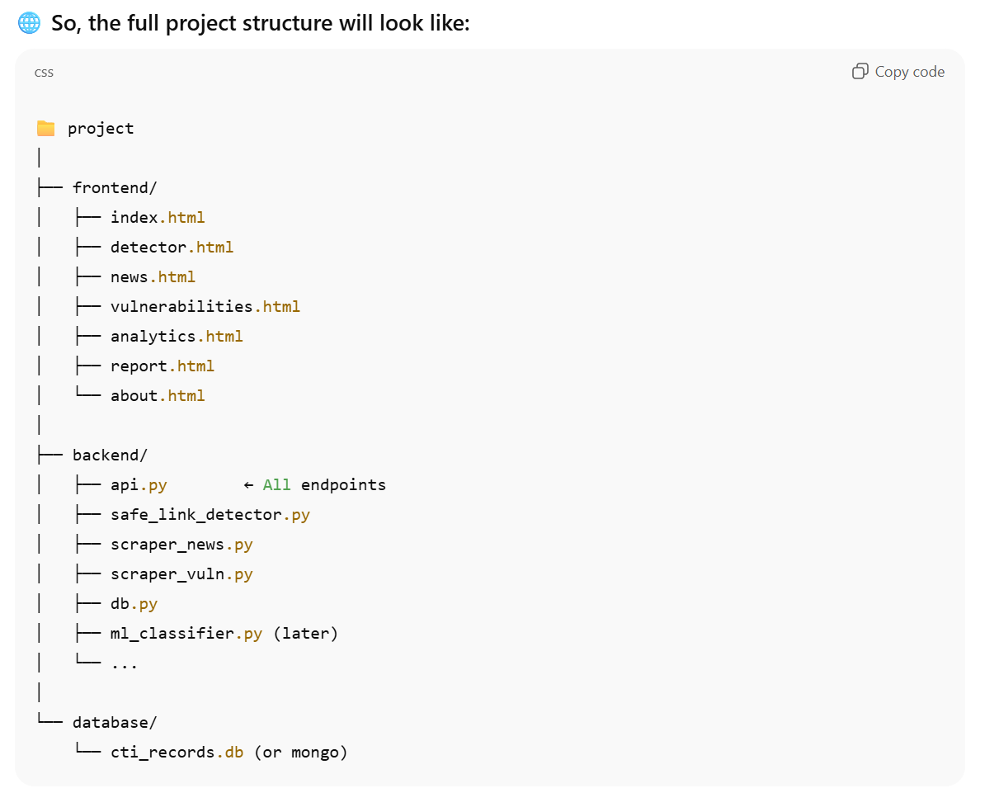 🌐 So, the full project structure will look like:
css
Copy code
📁 project
│
├── frontend/
│   ├── index.html
│   ├── detector.html
│   ├── news.html
│   ├── vulnerabilities.html
│   ├── analytics.html
│   ├── report.html
│   └── about.html
│
├── backend/
│   ├── api.py        ← All endpoints
│   ├── safe_link_detector.py
│   ├── scraper_news.py
│   ├── scraper_vuln.py
│   ├── db.py
│   ├── ml_classifier.py (later)
│   └── ...
│
└── database/
    └── cti_records.db (or mongo)